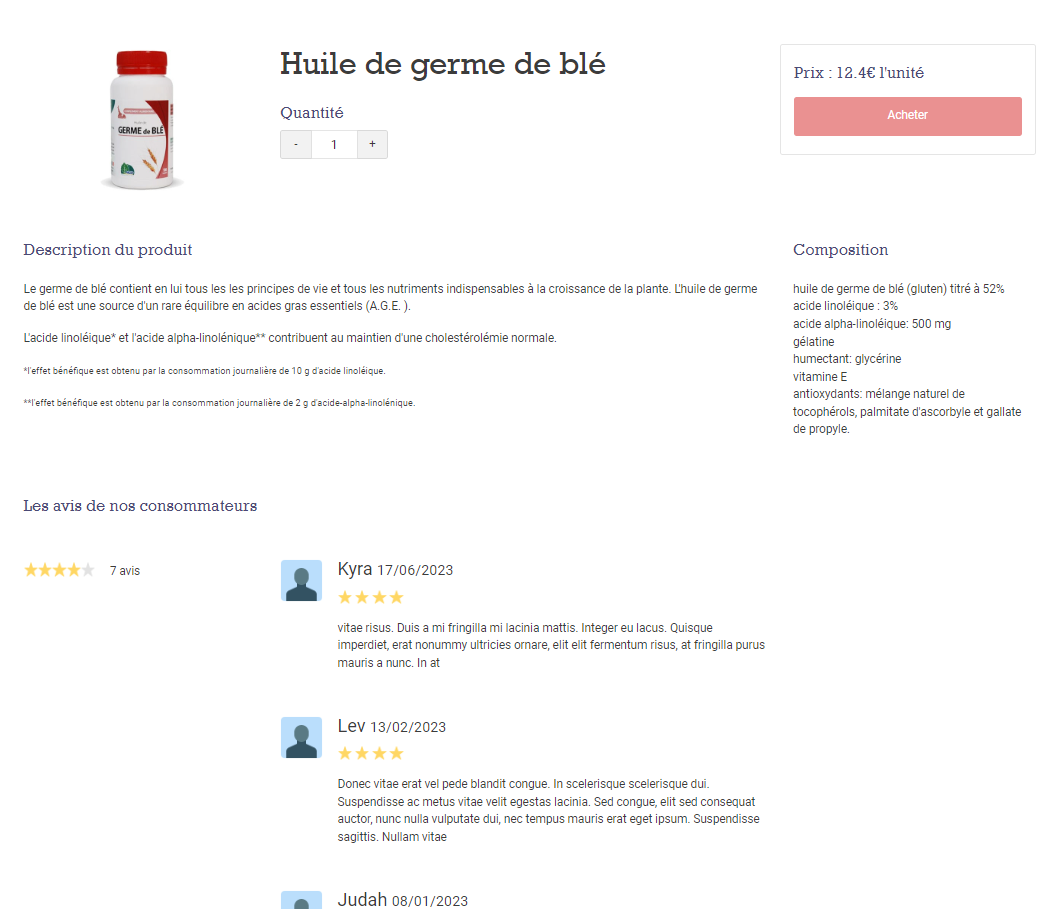 Huile de germe de blé
Quantité
- 1 +
Prix : 12.4€ l'unité
Acheter
GERME de BLÉ
Description du produit
Le germe de blé contient en lui tous les les principes de vie et tous les nutriments indispensables à la croissance de la plante. L'huile de germe
de blé est une source d'un rare équilibre en acides gras essentiels (A.G.E. ).
L'acide linoléique* et l'acide alpha-linolénique** contribuent au maintien d'une cholestérolémie normale.
*l'effet bénéfique est obtenu par la consommation journalière de 10 g d'acide linoléique.
**l'effet bénéfique est obtenu par la consommation journalière de 2 g d'acide-alpha-linolénique.
Composition
huile de germe de blé (gluten) titré à 52%
acide linoléique : 3%
acide alpha-linoléique: 500 mg
gélatine
humectant: glycérine
vitamine E
antioxydants: mélange naturel de
tocophérols, palmitate d'ascorbyle et gallate
de propyle.
Les avis de nos consommateurs
7 avis
Kyra 17/06/2023
vitae risus. Duis a mi fringilla mi lacinia mattis. Integer eu lacus. Quisque
imperdiet, erat nonummy ultricies ornare, elit elit fermentum risus, at fringilla purus
mauris a nunc. In at
Lev 13/02/2023
Donec vitae erat vel pede blandit congue. In scelerisque scelerisque dui.
Suspendisse ac metus vitae velit egestas lacinia. Sed congue, elit sed consequat
auctor, nunc nulla vulputate dui, nec tempus mauris erat eget ipsum. Suspendisse
sagittis. Nullam vitae
Judah 08/01/2023